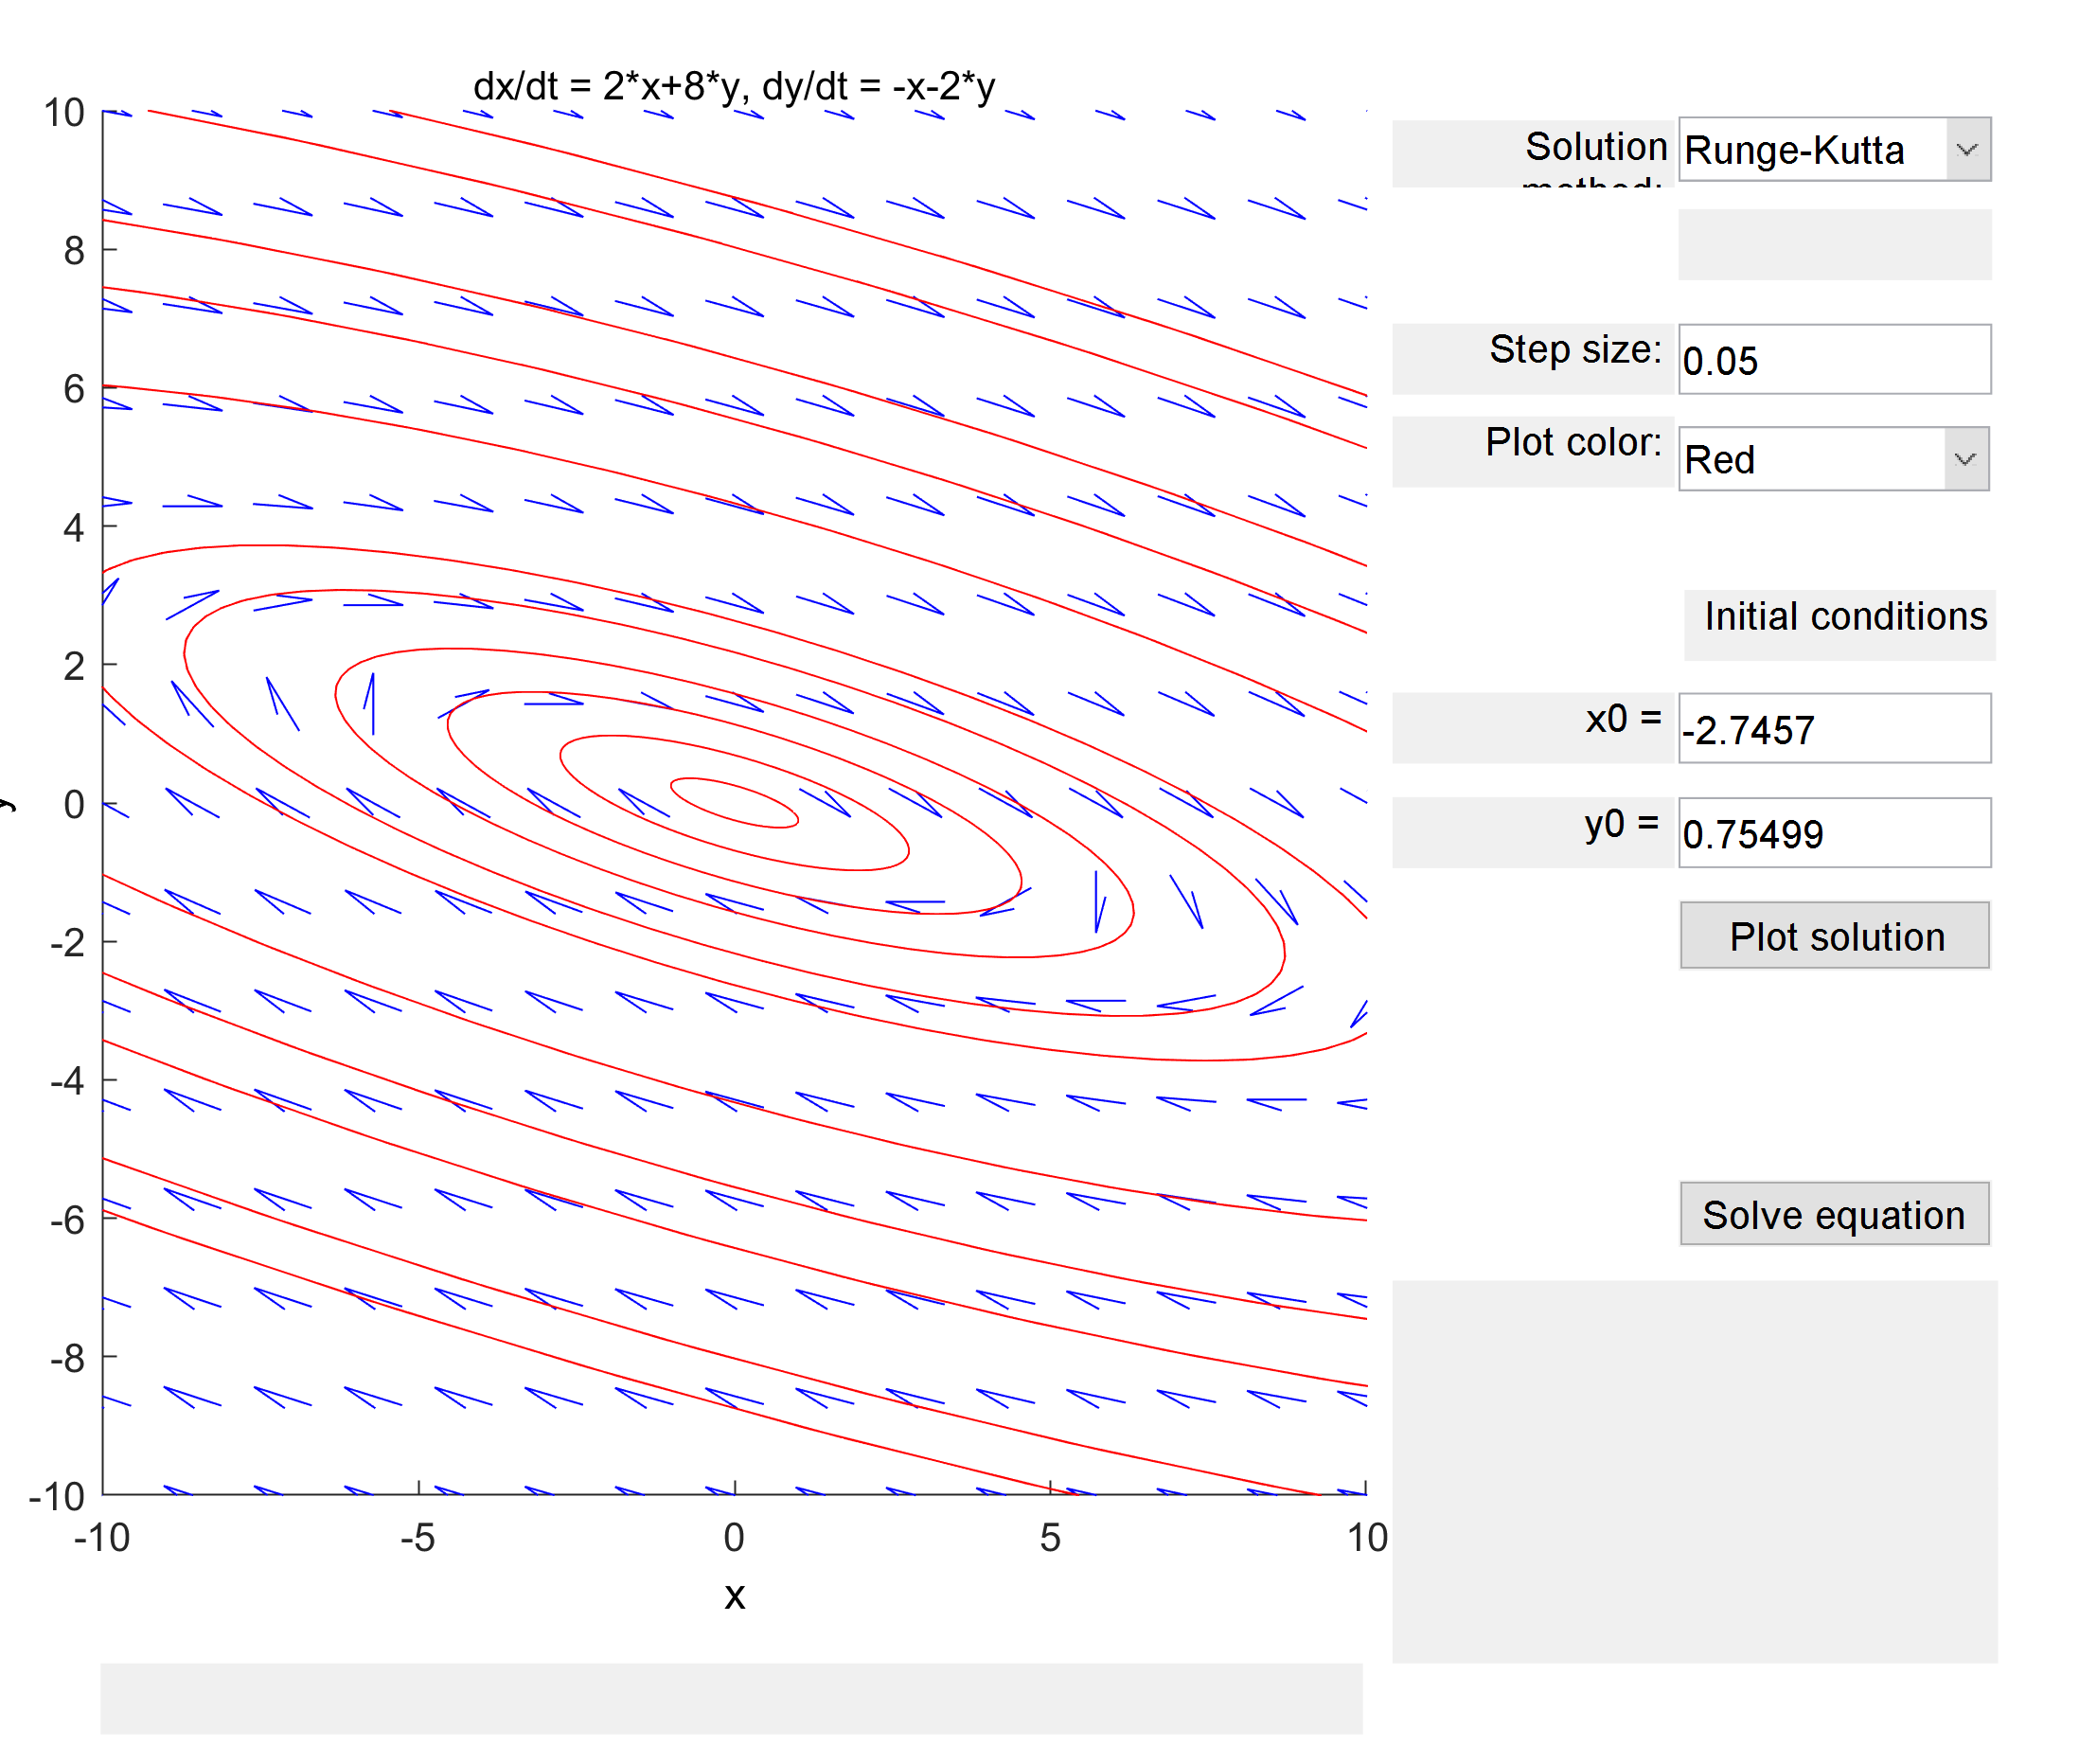 dx/dt = 2*x+8*y, dy/dt = -x-2*y
10
8
6
4
2
0
-2
-4
-6
-8
-10
-10
-5
0
5
10
x
y
Solution
method:
Runge-Kutta
Step size:
0.05
Plot color:
Red
Initial conditions
x0 =
-2.7457
y0 =
0.75499
Plot solution
Solve equation